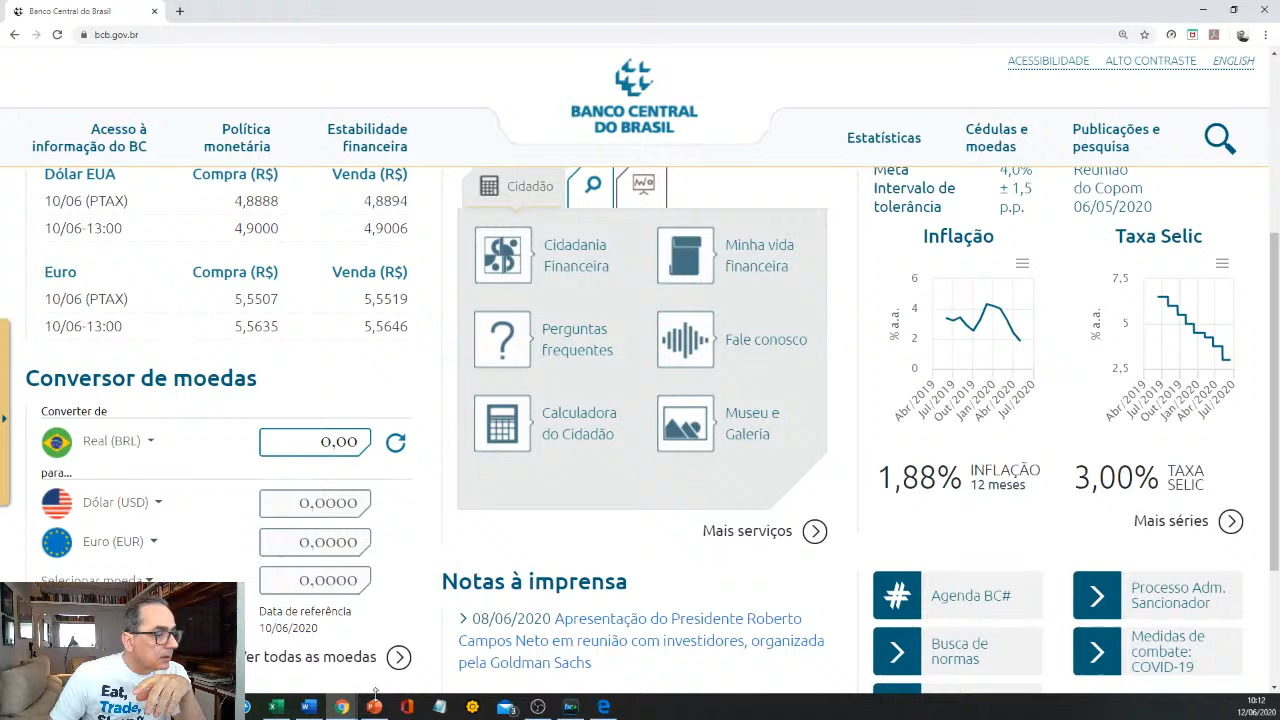 Banco Central do Brasil
bcb.gov.br
ACESSIBILIDADE ALTO CONTRASTE ENGLISH
BANCO CENTRAL
DO BRASIL
Acesso à
informação do BC
Política
monetária
Estabilidade
financeira
Estatísticas
Cédulas e
moedas
Publicações e
pesquisa
Dólar EUA Compra (R$) Venda (R$)
10/06 (PTAX) 4,8888 4,8894
10/06-13:00 4,9000 4,9006
Euro Compra (R$) Venda (R$)
10/06 (PTAX) 5,5507 5,5519
10/06-13:00 5,5635 5,5646
Conversor de moedas
Converter de
Real (BRL) 0,00
para...
Dólar (USD) 0,0000
Euro (EUR) 0,0000
Selecionar moeda 0,0000
Data de referência
10/06/2020
Ver todas as moedas
Cidadão
Cidadania
Financeira
Minha vida
financeira
Perguntas
frequentes
Fale conosco
Calculadora
do Cidadão
Museu e
Galeria
Mais serviços
Notas à imprensa
08/06/2020 Apresentação do Presidente Roberto
Campos Neto em reunião com investidores, organizada
pela Goldman Sachs
Meta 4,0%
Intervalo de ± 1,5
tolerância p.p.
Reunião
do Copom
06/05/2020
Inflação
6
4
2
0
% a.a.
Abr/2019
Jul/2019
Out/2019
Jan/2020
Abr/2020
Jul/2020
1,88% INFLAÇÃO
12 meses
Taxa Selic
7,5
5
2,5
% a.a.
Abr/2019
Jul/2019
Out/2019
Jan/2020
Abr/2020
Jul/2020
3,00% TAXA
SELIC
Mais séries
Agenda BC#
Processo Adm.
Sancionador
Busca de
normas
Medidas de
combate:
COVID-19
Eat,
Trade,
10:12
12/06/2020